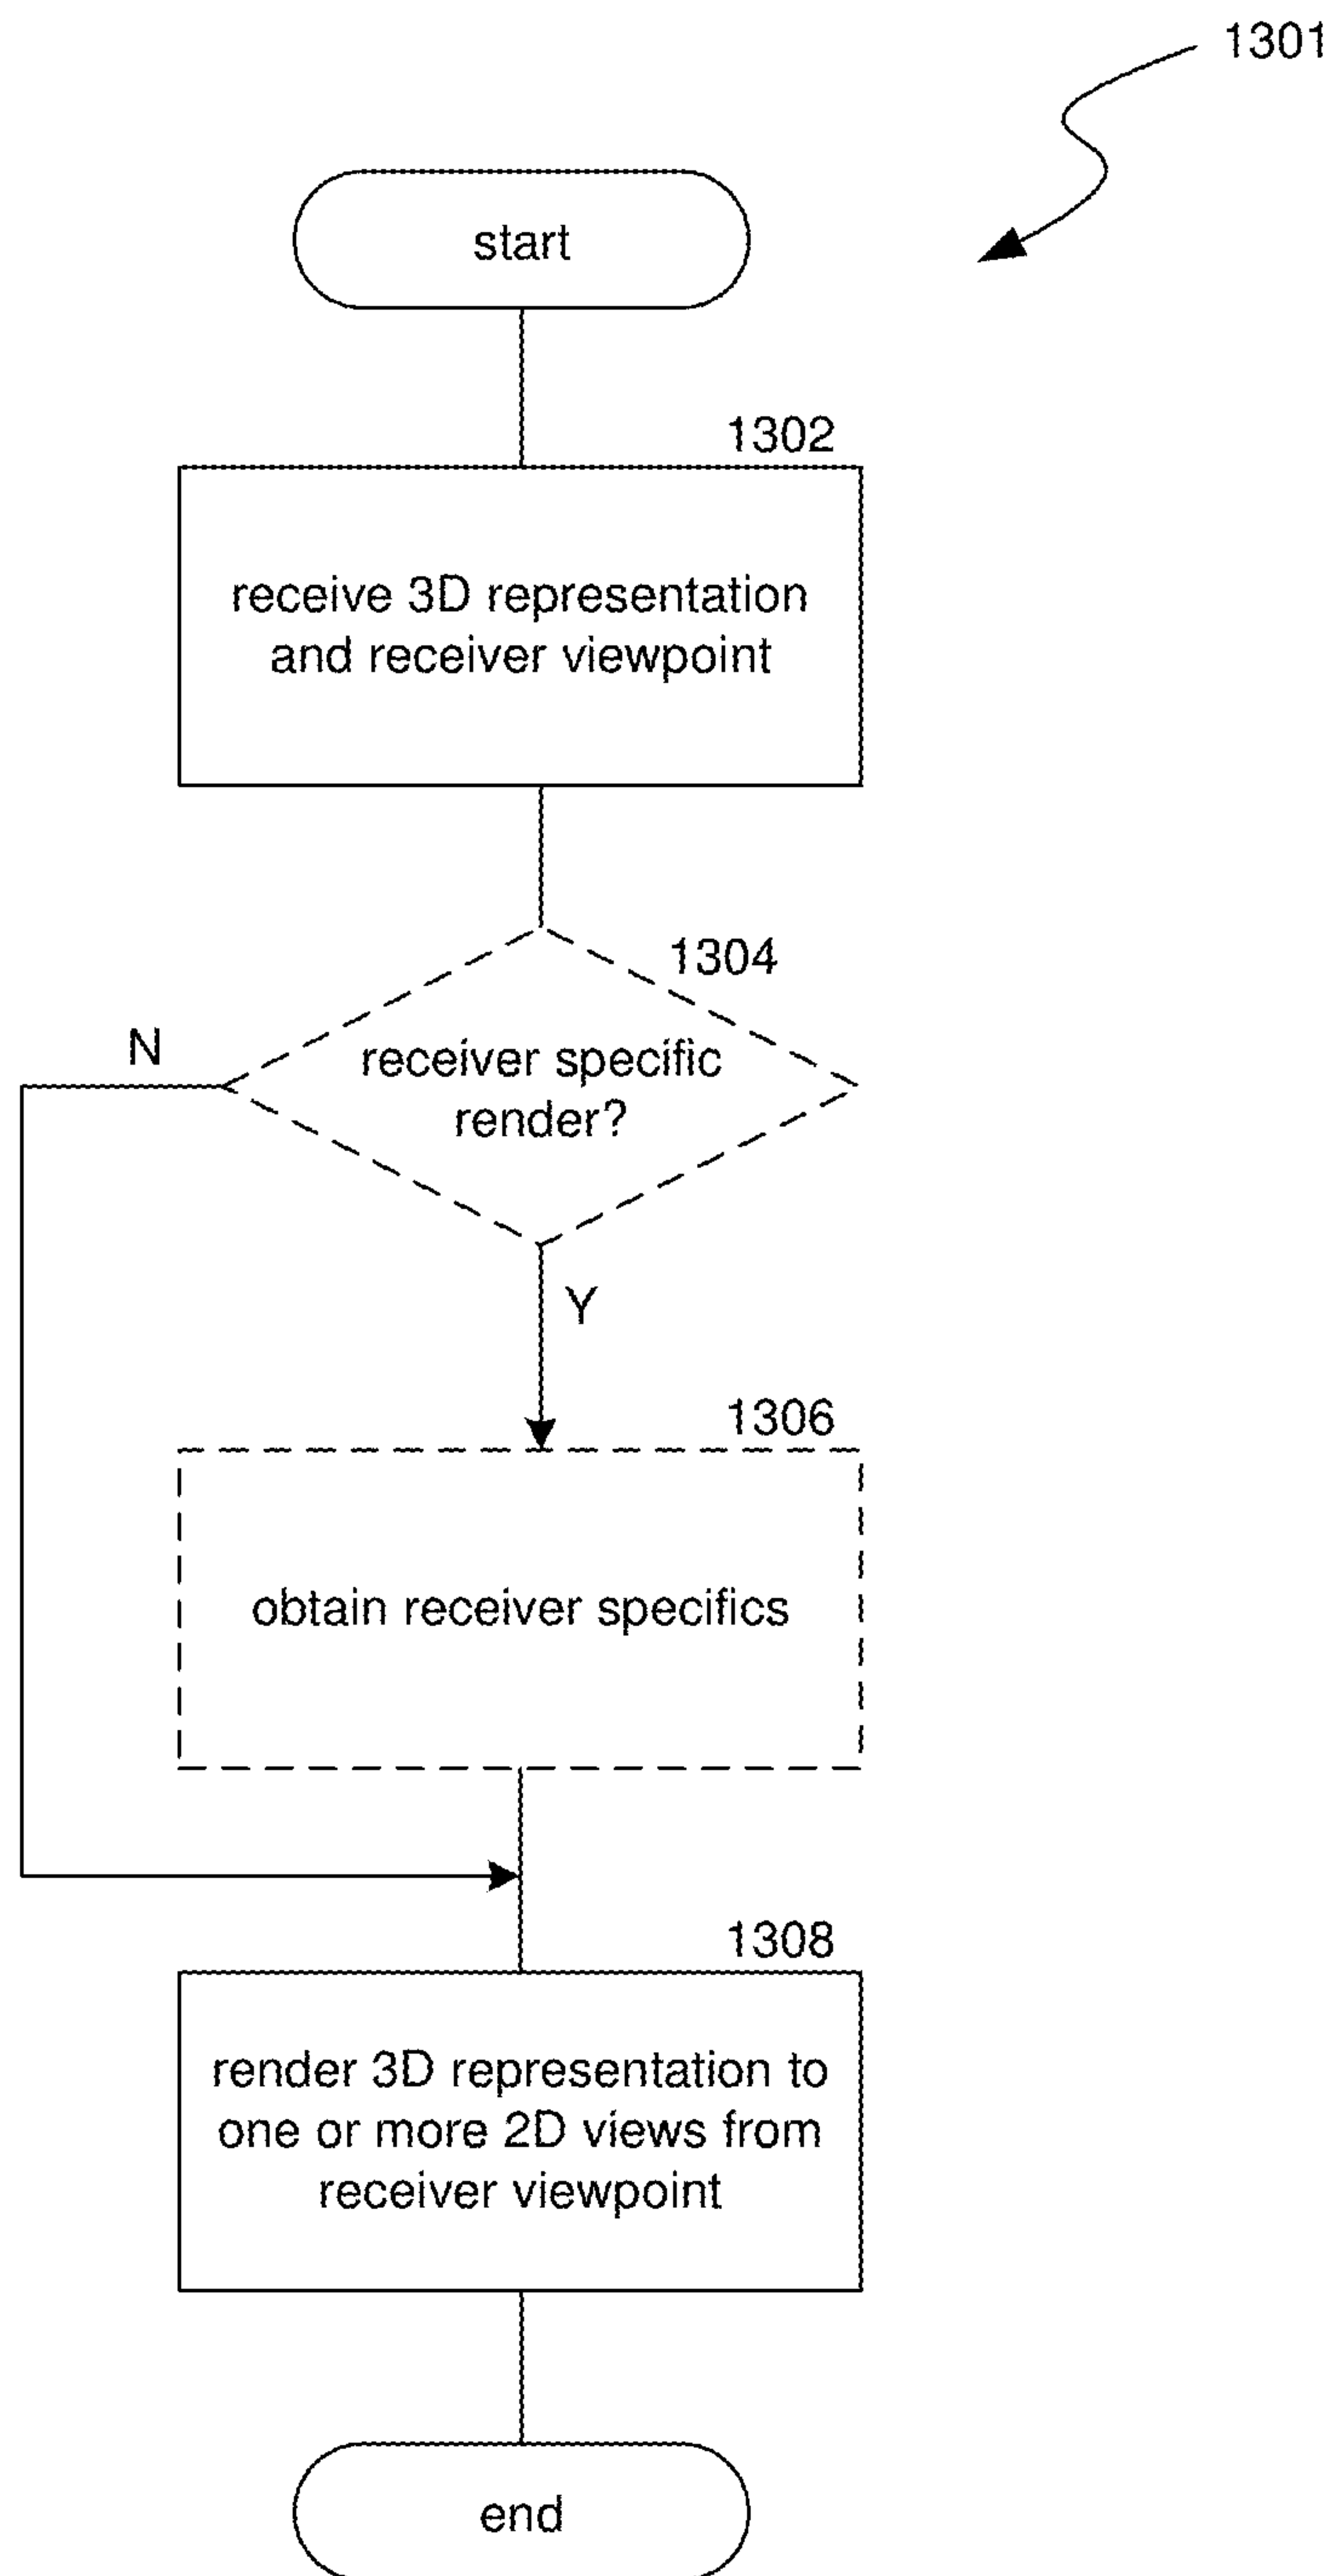 1301
start
1302
receive 3D representation
and receiver viewpoint
1304
N
receiver specific
render?
Y
1306
obtain receiver specifics
1308
render 3D representation to
one or more 2D views from
receiver viewpoint
end